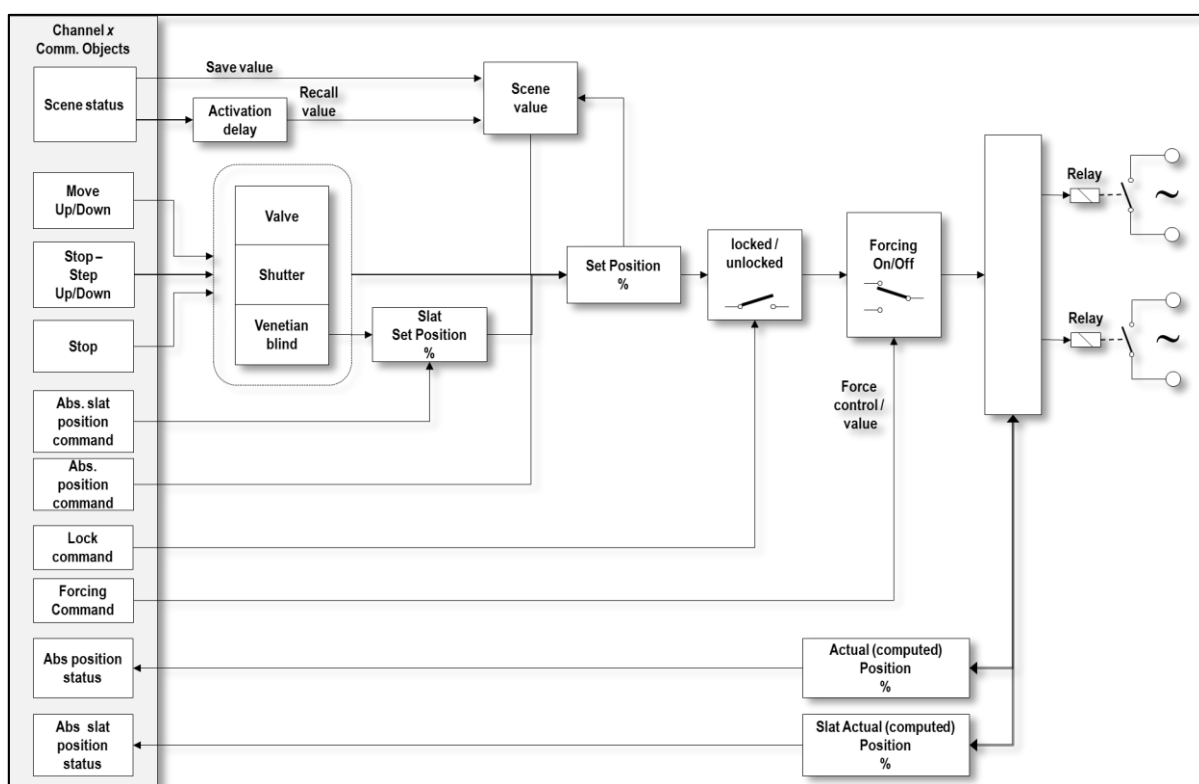 Channel x
Comm. Objects
Scene status
Save value
Activation
delay
Recall
value
Scene
value
Move
Up/Down
Stop –
Step
Up/Down
Stop
Valve
Shutter
Venetian
blind
Slat
Set Position
%
Set Position
%
locked /
unlocked
Forcing
On/Off
Relay
~
Relay
~
Abs. slat
position
command
Abs.
position
command
Force
control /
value
Lock
command
Forcing
Command
Abs position
status
Actual (computed)
Position
%
Abs slat
position
status
Slat Actual (computed)
Position
%